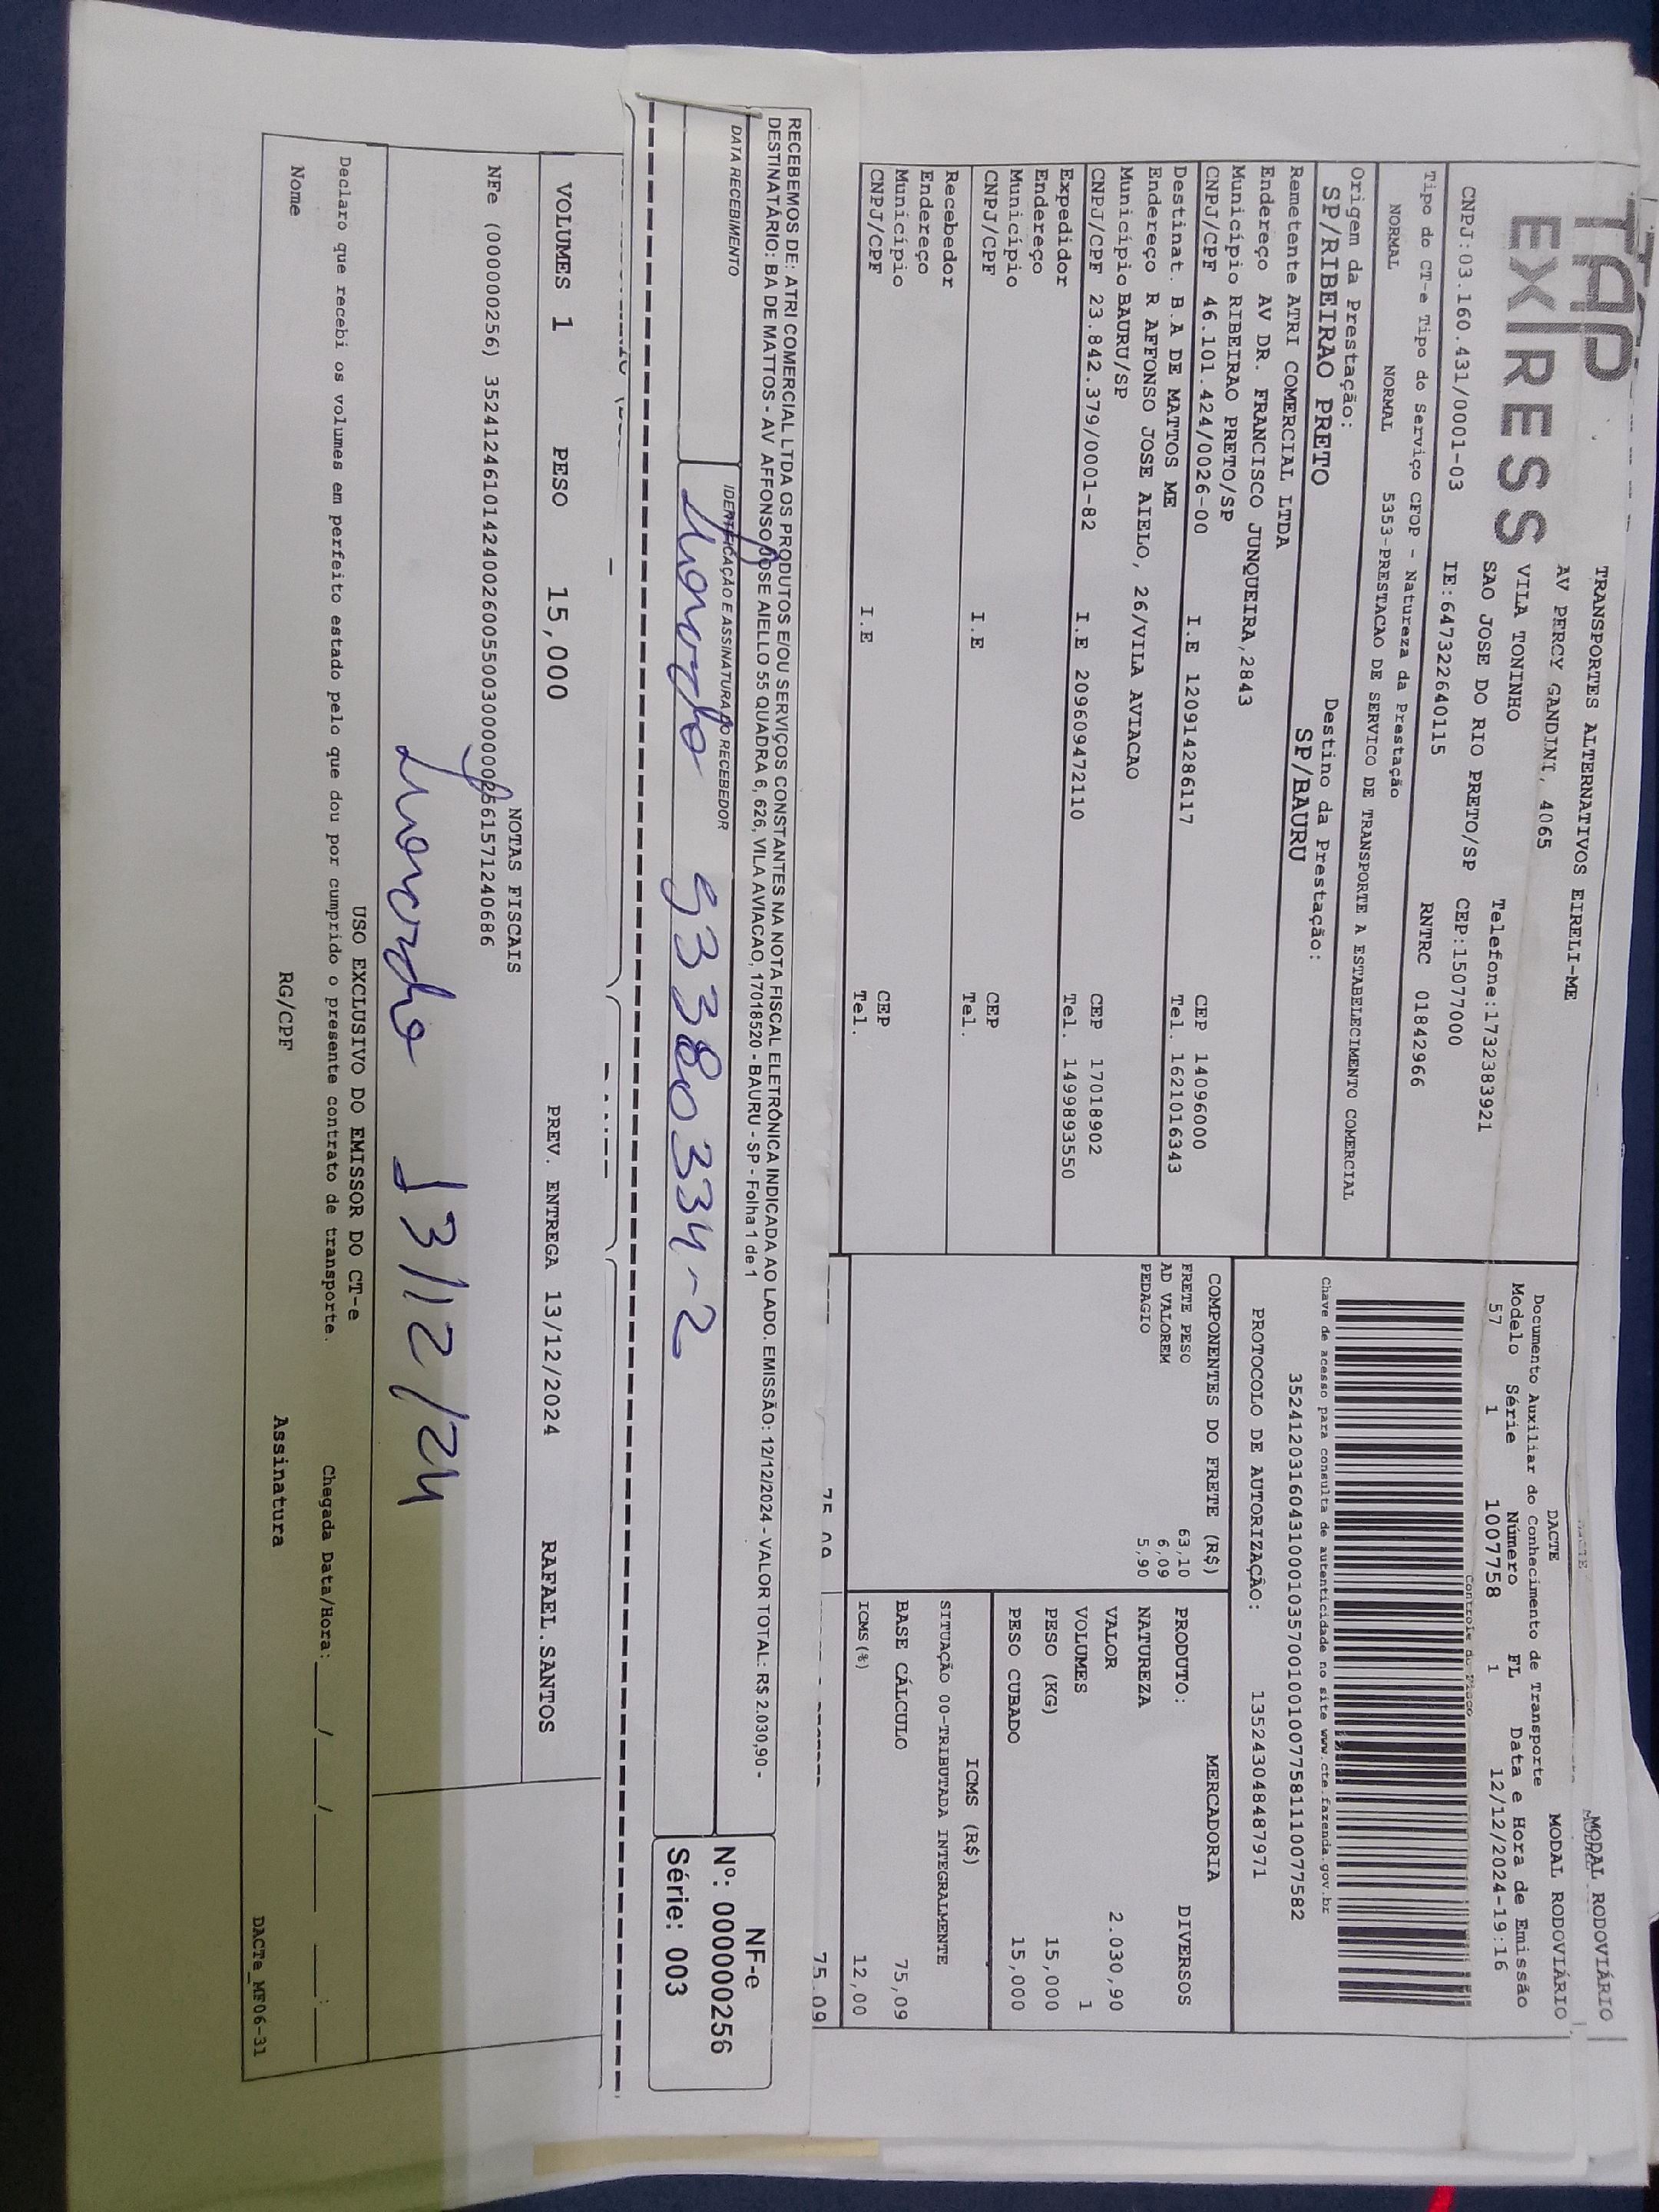 TAP
EXPRESS
TRANSPORTES ALTERNATIVOS EIRELI-ME
AV PERCY GANDINI, 4065
VILA TONINHO
SAO JOSE DO RIO PRETO/SP
Telefone:1732383921
CNPJ:03.160.431/0001-03
IE:647322640115
CEP:15077000
RNTRC 01842966
Tipo do CT-e Tipo do Serviço CFOP - Natureza da Prestação
NORMAL NORMAL 5353-PRESTACAO DE SERVICO DE TRANSPORTE A ESTABELECIMENTO COMERCIAL
Origem da Prestação: Destino da Prestação:
SP/RIBEIRAO PRETO SP/BAURU
Remetente ATRI COMERCIAL LTDA
Endereço AV DR. FRANCISCO JUNQUEIRA,2843
Município RIBEIRAO PRETO/SP CEP 14096000
CNPJ/CPF 46.101.424/0026-00 I.E 120914286117 Tel. 1621016343
Destinat. B.A DE MATTOS ME
Endereço R AFFONSO JOSE AIELO, 26/VILA AVIACAO
Município BAURU/SP CEP 17018902
CNPJ/CPF 23.842.379/0001-82 I.E 209609472110 Tel. 14998893550
Expedidor
Endereço
Município CEP
CNPJ/CPF I.E Tel.
Recebedor
Endereço
Município CEP
CNPJ/CPF I.E Tel.
MODAL RODOVIÁRIO
DACTE MODAL RODOVIÁRIO
Documento Auxiliar do Conhecimento de Transporte
Modelo Série Número FL Data e Hora de Emissão
57 1 1007758 1 12/12/2024-19:16
Controle do Fisco
Chave de acesso para consulta de autenticidade no site www.cte.fazenda.gov.br
35241203160431000103570010010077581110077582
PROTOCOLO DE AUTORIZAÇÃO: 135243048487971
COMPONENTES DO FRETE (R$)
FRETE PESO 63,10
AD VALOREM 6,09
PEDAGIO 5,90
MERCADORIA
PRODUTO: DIVERSOS
NATUREZA
VALOR 2.030,90
VOLUMES 1
PESO (KG) 15,000
PESO CUBADO 15,000
ICMS (R$)
SITUAÇÃO 00-TRIBUTADA INTEGRALMENTE
BASE CÁLCULO 75,09
ICMS(%) 12,00
75,09 75,09
RECEBEMOS DE: ATRI COMERCIAL LTDA OS PRODUTOS E/OU SERVIÇOS CONSTANTES NA NOTA FISCAL ELETRÔNICA INDICADA AO LADO. EMISSÃO: 12/12/2024 - VALOR TOTAL: R$ 2.030,90 -
DESTINATÁRIO: BA DE MATTOS - AV AFFONSO JOSE AIELLO 55 QUADRA 6, 626, VILA AVIACAO, 17018520 - BAURU - SP - Folha 1 de 1
DATA RECEBIMENTO IDENTIFICAÇÃO E ASSINATURA DO RECEBEDOR
533803334-2
NF-e
Nº: 000000256
Série: 003
VOLUMES 1 PESO 15,000 PREV. ENTREGA 13/12/2024 RAFAEL.SANTOS
NOTAS FISCAIS
NFe (000000256) 35241246101424002600550030000002561571240686
13/12/24
USO EXCLUSIVO DO EMISSOR DO CT-e
Declaro que recebi os volumes em perfeito estado pelo que dou por cumprido o presente contrato de transporte. Chegada Data/Hora:____/____/____ ___:___
Nome RG/CPF Assinatura
DACTe_MF06-31